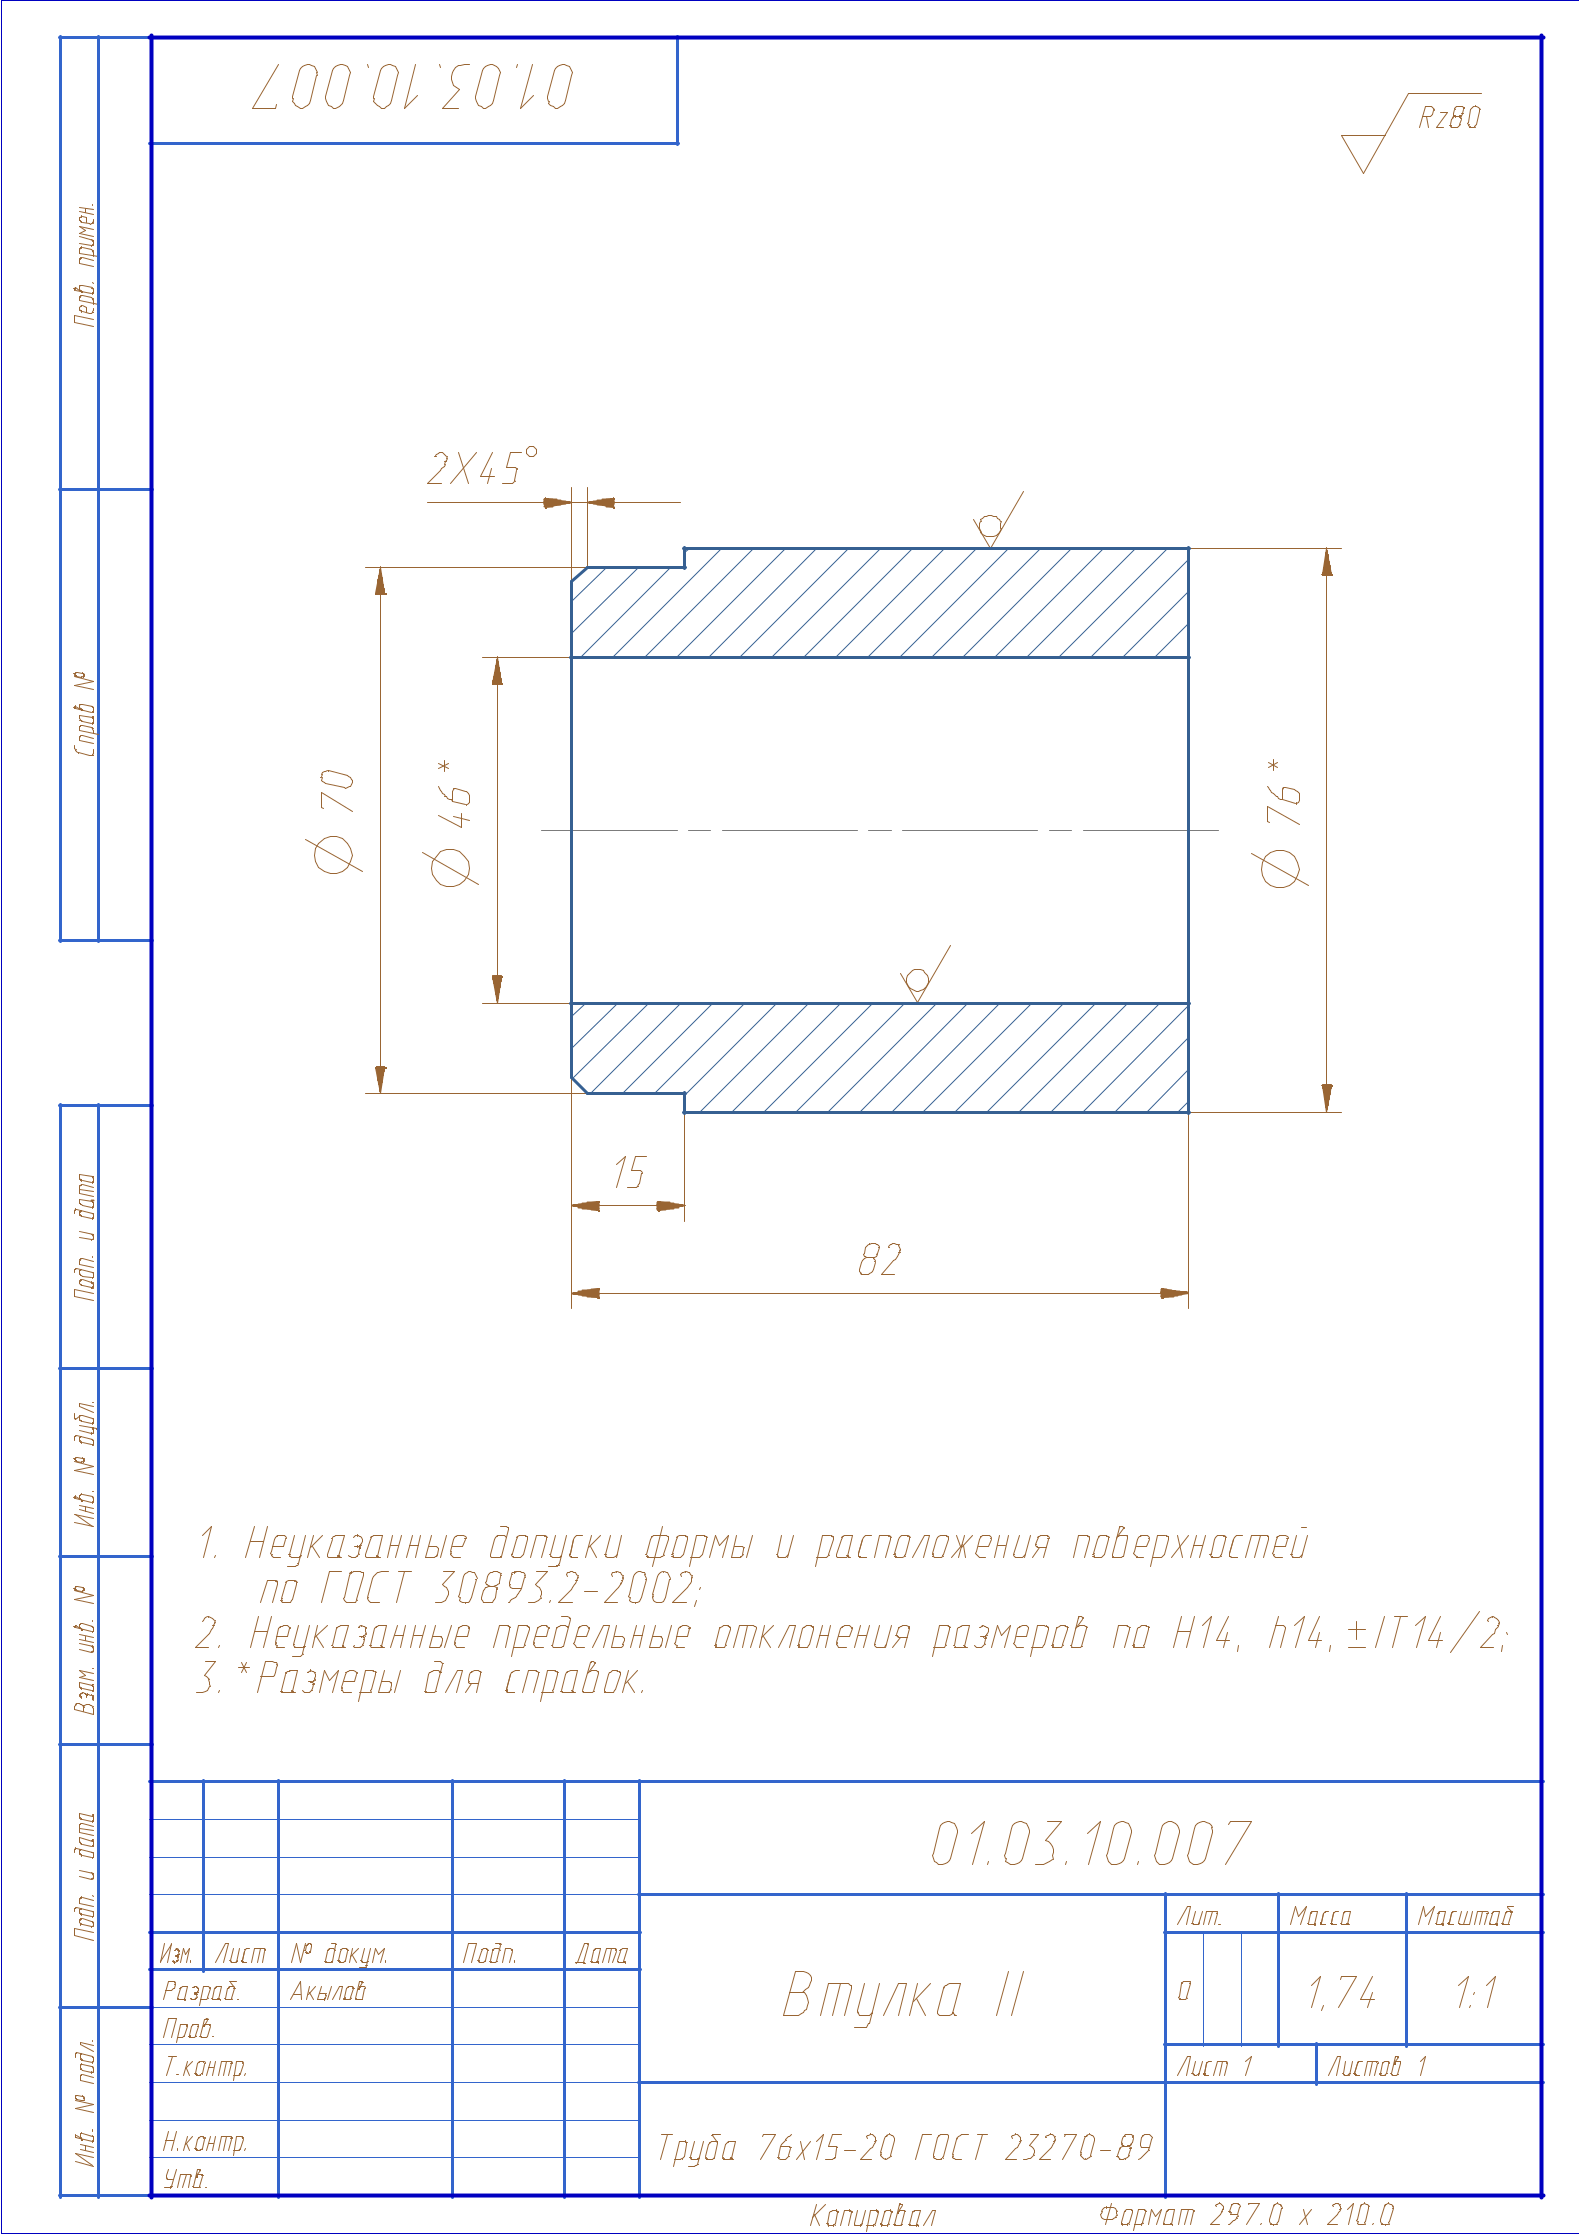 01.03.10.007
Rz80
Перв. примен.
Справ №
2X45°
⌀ 70
⌀ 46*
⌀ 76*
15
82
Подп. и дата
Инв. № дубл.
Взам. инв. №
Подп. и дата
Инв. № подл.
1. Неуказанные допуски формы и расположения поверхностей
по ГОСТ 30893.2-2002;
2. Неуказанные предельные отклонения размеров по H14, h14,±IT14/2;
3.*Размеры для справок.
01.03.10.007
Изм. Лист № докум. Подп. Дата
Разраб. Акылов
Пров.
Т.контр.
Н.контр.
Утв.
Втулка II
Лит. Масса Масштаб
а 1,74 1:1
Лист 1 Листов 1
Труба 76x15-20 ГОСТ 23270-89
Копировал Формат 297.0 x 210.0